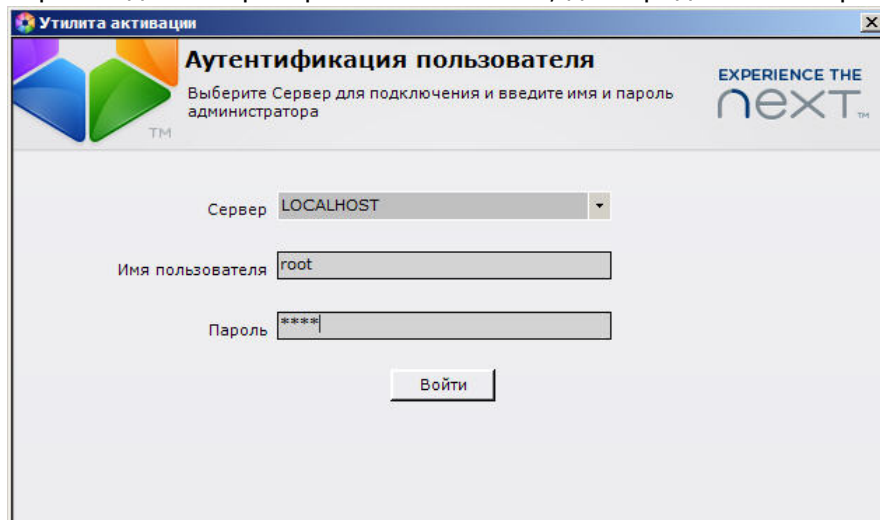 Утилита активации
Аутентификация пользователя
Выберите Сервер для подключения и введите имя и пароль
администратора
EXPERIENCE THE
next™
TM
Сервер LOCALHOST
Имя пользователя root
Пароль ****
Войти